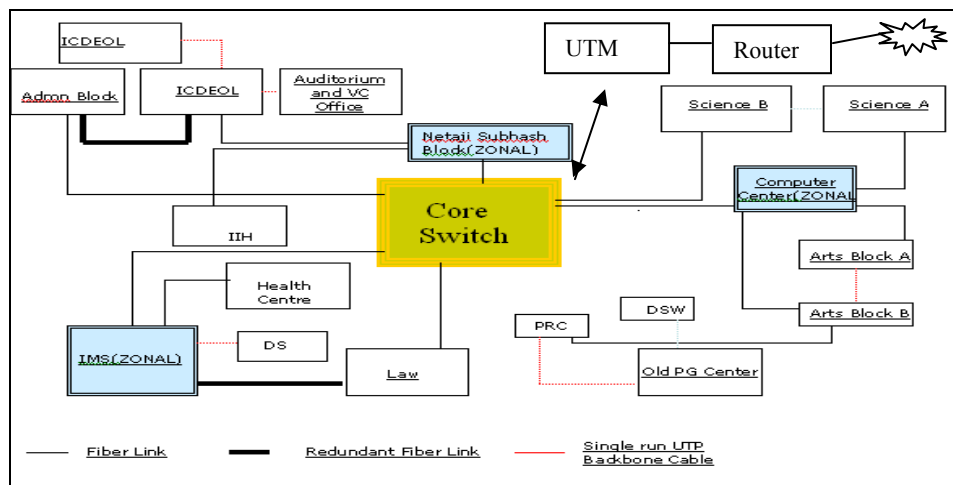 ICDEOL
UTM
Router
Admn Block
ICDEOL
Auditorium
and VC
Office
Science B
Science A
Netaji Subhash
Block(ZONAL)
Computer
Center(ZONAL
Core
Switch
IIH
Arts Block A
Health
Centre
DSW
Arts Block B
PRC
DS
IMS(ZONAL)
Law
Old PG Center
Fiber Link
Redundant Fiber Link
Single run UTP
Backbone Cable